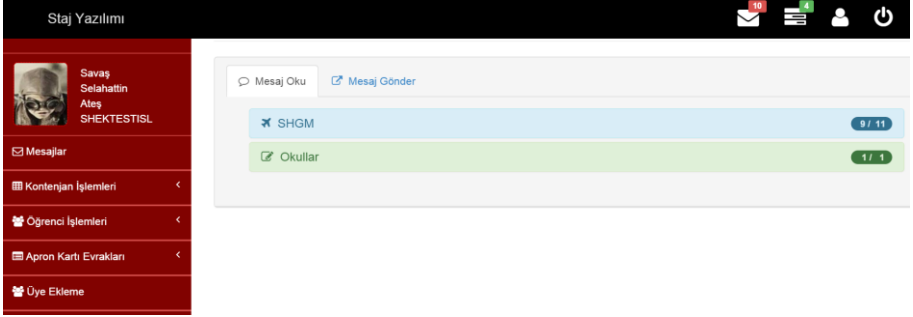 Staj Yazılımı
10
4
Savaş
Selahattin
Ateş
SHEKTESTISL
Mesajlar
Kontenjan İşlemleri
Öğrenci İşlemleri
Apron Kartı Evrakları
Üye Ekleme
Mesaj Oku
Mesaj Gönder
SHGM
9 / 11
Okullar
1 / 1